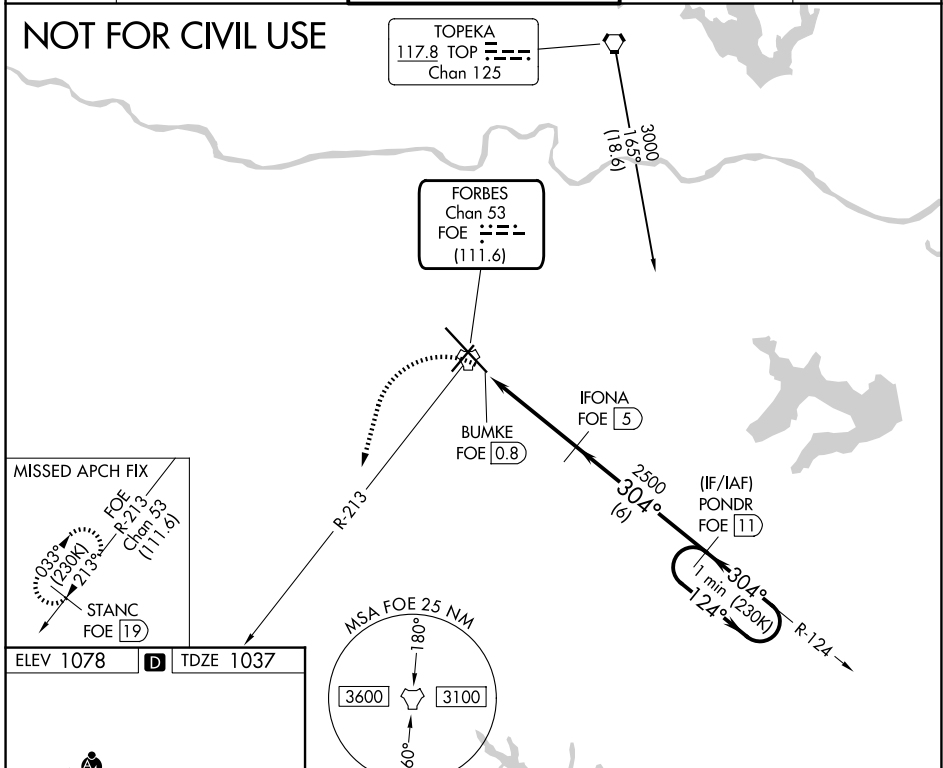 NOT FOR CIVIL USE
TOPEKA
117.8 TOP
Chan 125
3000
165°
(18.6)
FORBES
Chan 53
FOE
(111.6)
IFONA
FOE 5
BUMKE
FOE 0.8
2500
304°
(6)
(IF/IAF)
PONDR
FOE 11
R-213
304°
1 min (230K)
124°
R-124
MISSED APCH FIX
FOE
R-213
Chan 53
(111.6)
033°
(230K)
213°
STANC
FOE 19
MSA FOE 25 NM
180°
3600
3100
ELEV 1078
D
TDZE 1037